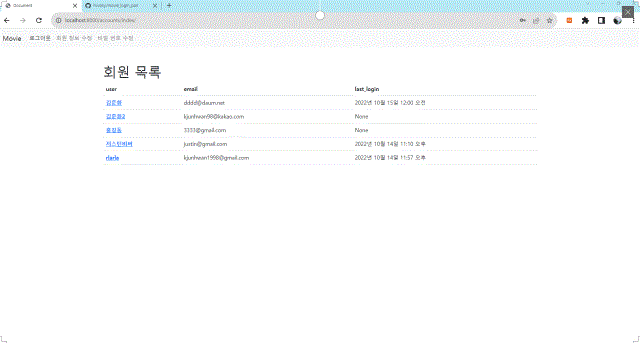 Document
localhost:8000/accounts/index/
Movie 로그아웃 회원 정보 수정 비밀 번호 수정
회원 목록
user email last_login
김준환 dddd@daum.net 2022년 10월 15일 12:00 오전
김준환2 kjunhwan98@kakao.com None
홍길동 3333@gmail.com None
저스틴비버 justin@gmail.com 2022년 10월 14일 11:10 오후
rlarle kjunhwan1998@gmail.com 2022년 10월 14일 11:57 오후